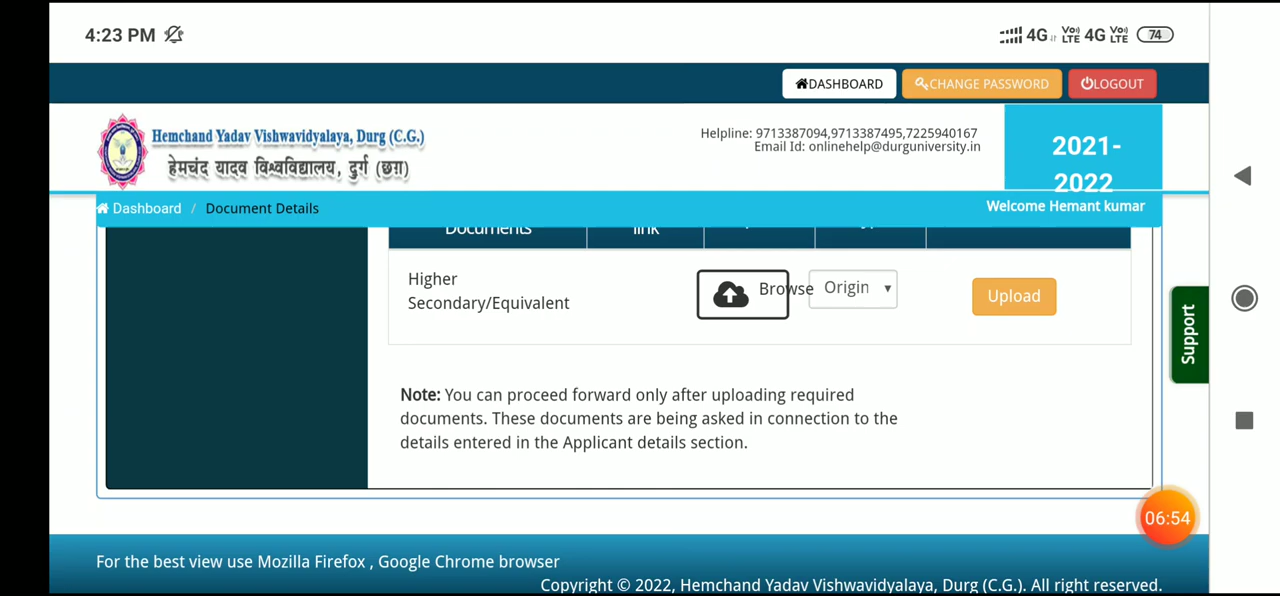 4:23 PM
4G VoLTE 4G VoLTE 74
DASHBOARD CHANGE PASSWORD LOGOUT
Hemchand Yadav Vishwavidyalaya, Durg (C.G.)
हेमचंद यादव विश्वविद्यालय, दुर्ग (छग)
Helpline: 9713387094,9713387495,7225940167
Email Id: onlinehelp@durguniversity.in
2021-
2022
Dashboard / Document Details
Welcome Hemant kumar
Documents link
Higher
Secondary/Equivalent
Browse
Origin
Upload
Support
Note: You can proceed forward only after uploading required
documents. These documents are being asked in connection to the
details entered in the Applicant details section.
06:54
For the best view use Mozilla Firefox , Google Chrome browser
Copyright © 2022, Hemchand Yadav Vishwavidyalaya, Durg (C.G.). All right reserved.